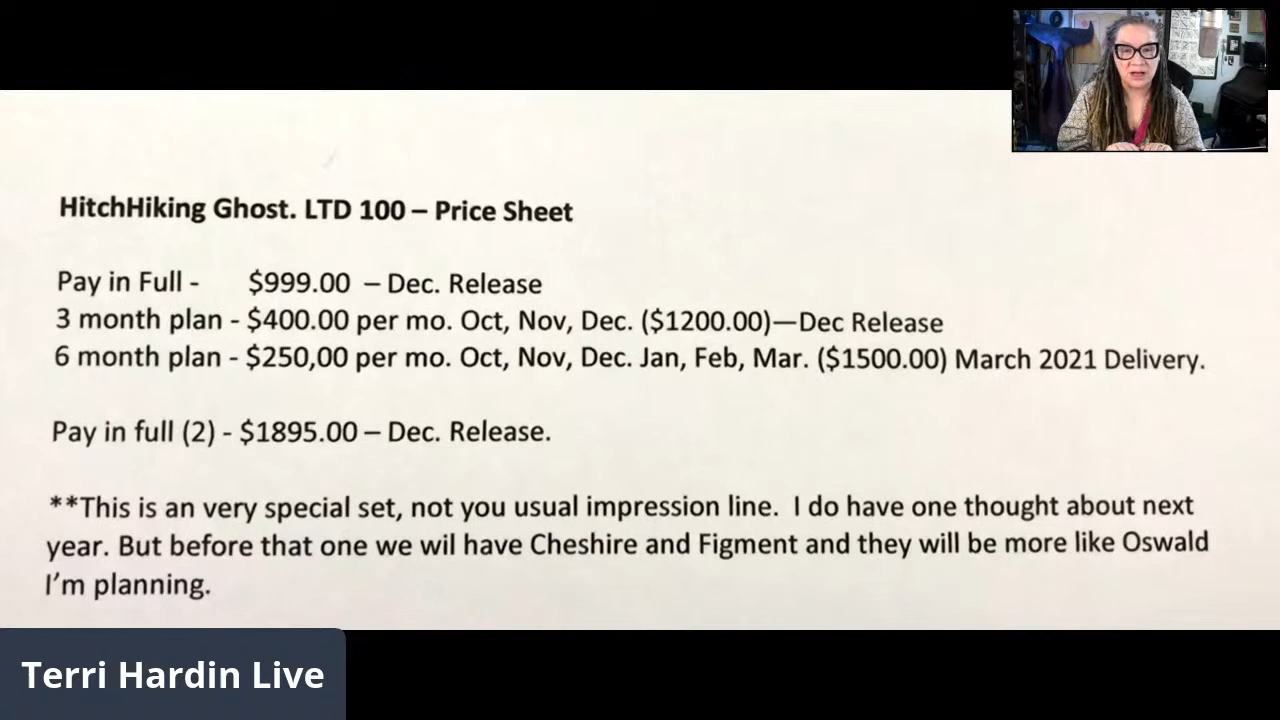 HitchHiking Ghost. LTD 100 – Price Sheet
Pay in Full - $999.00 – Dec. Release
3 month plan - $400.00 per mo. Oct, Nov, Dec. ($1200.00)—Dec Release
6 month plan - $250,00 per mo. Oct, Nov, Dec. Jan, Feb, Mar. ($1500.00) March 2021 Delivery.
Pay in full (2) - $1895.00 – Dec. Release.
**This is an very special set, not you usual impression line.  I do have one thought about next
year. But before that one we wil have Cheshire and Figment and they will be more like Oswald
I'm planning.
Terri Hardin Live